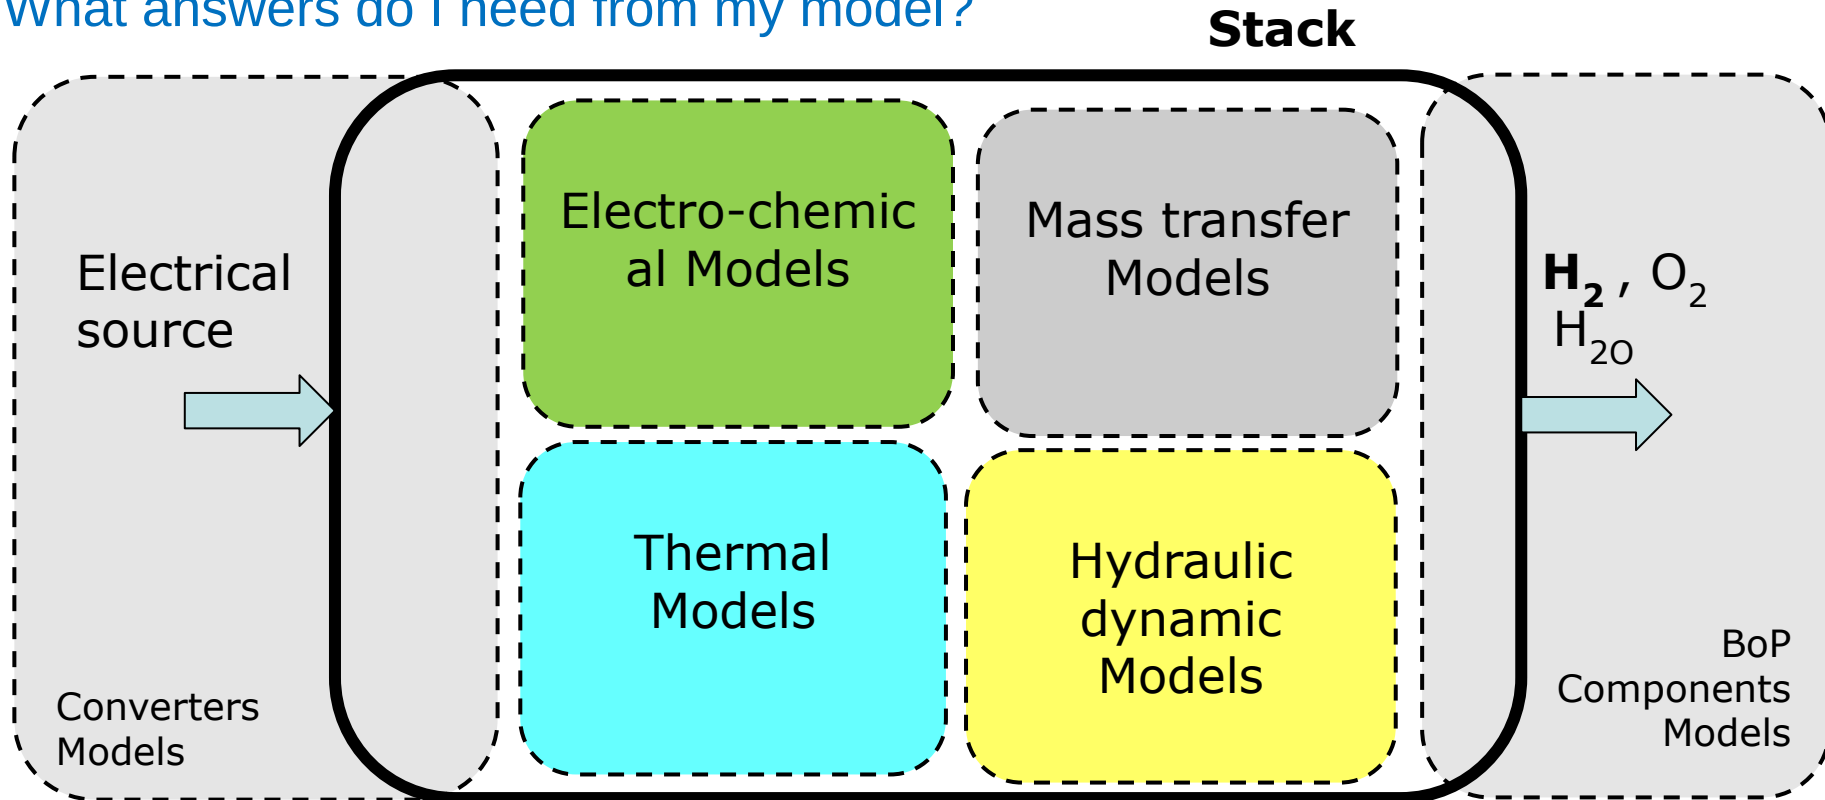 What answers do I need from my model?
Stack
Electro-chemic
al Models
Mass transfer
Models
Electrical
source
H2 , O2
H2O
Thermal
Models
Hydraulic
dynamic
Models
Converters
Models
BoP
Components
Models